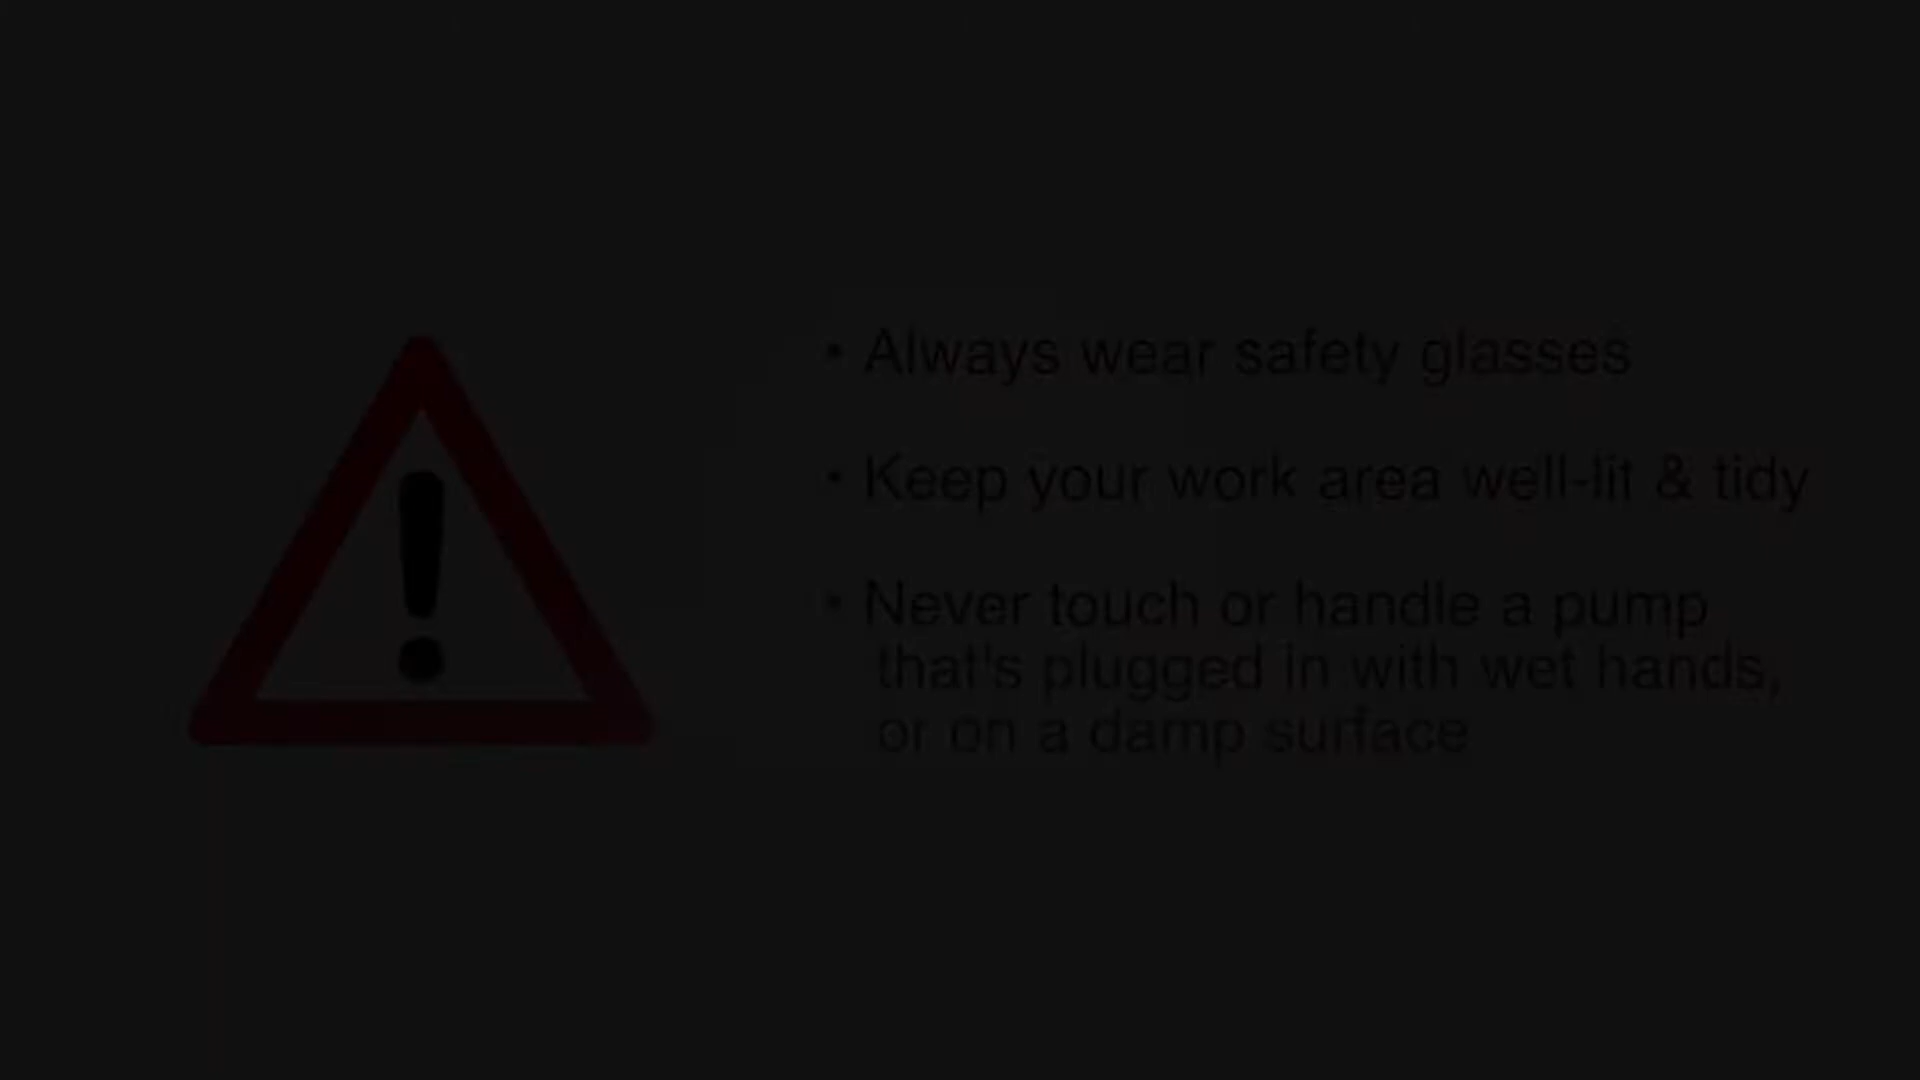 • Always wear safety glasses
• Keep your work area well-lit & tidy
• Never touch or handle a pump
that's plugged in with wet hands,
or on a damp surface